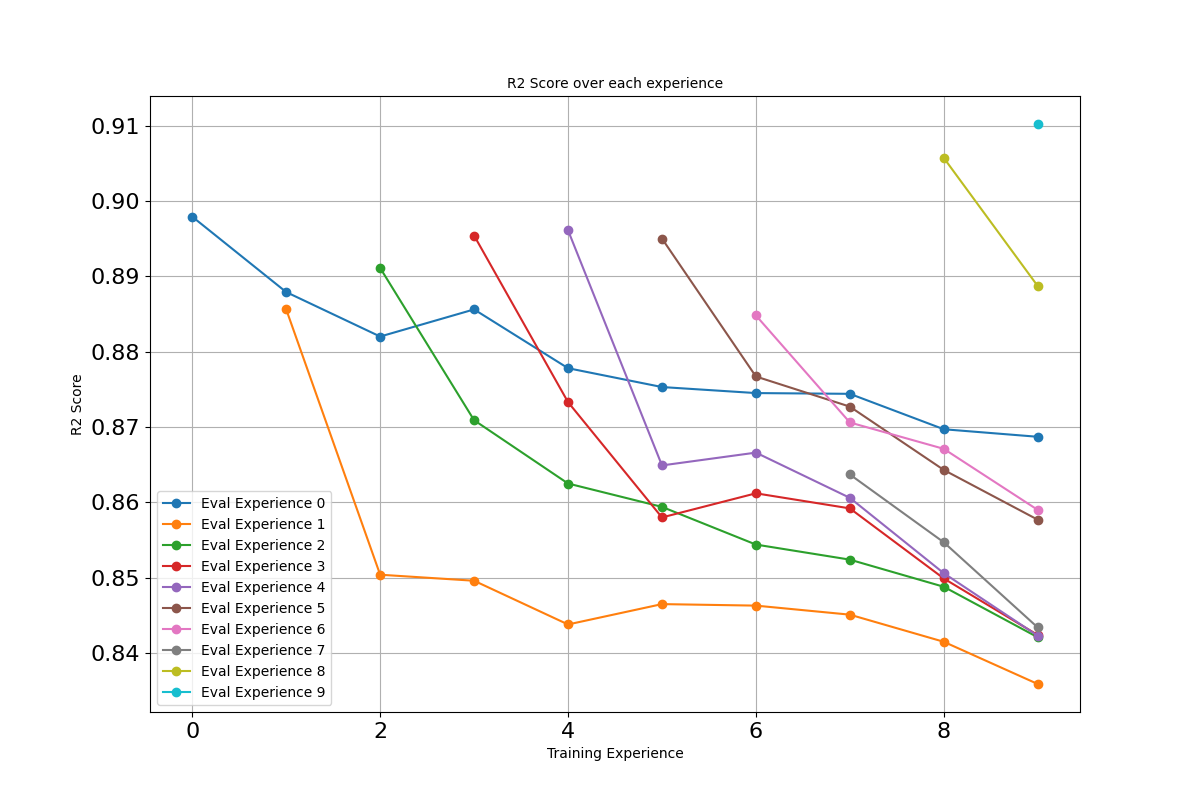 R2 Score over each experience
0.91
0.90
0.89
0.88
0.87
0.86
0.85
0.84
R2 Score
Eval Experience 0
Eval Experience 1
Eval Experience 2
Eval Experience 3
Eval Experience 4
Eval Experience 5
Eval Experience 6
Eval Experience 7
Eval Experience 8
Eval Experience 9
0 2 4 6 8
Training Experience